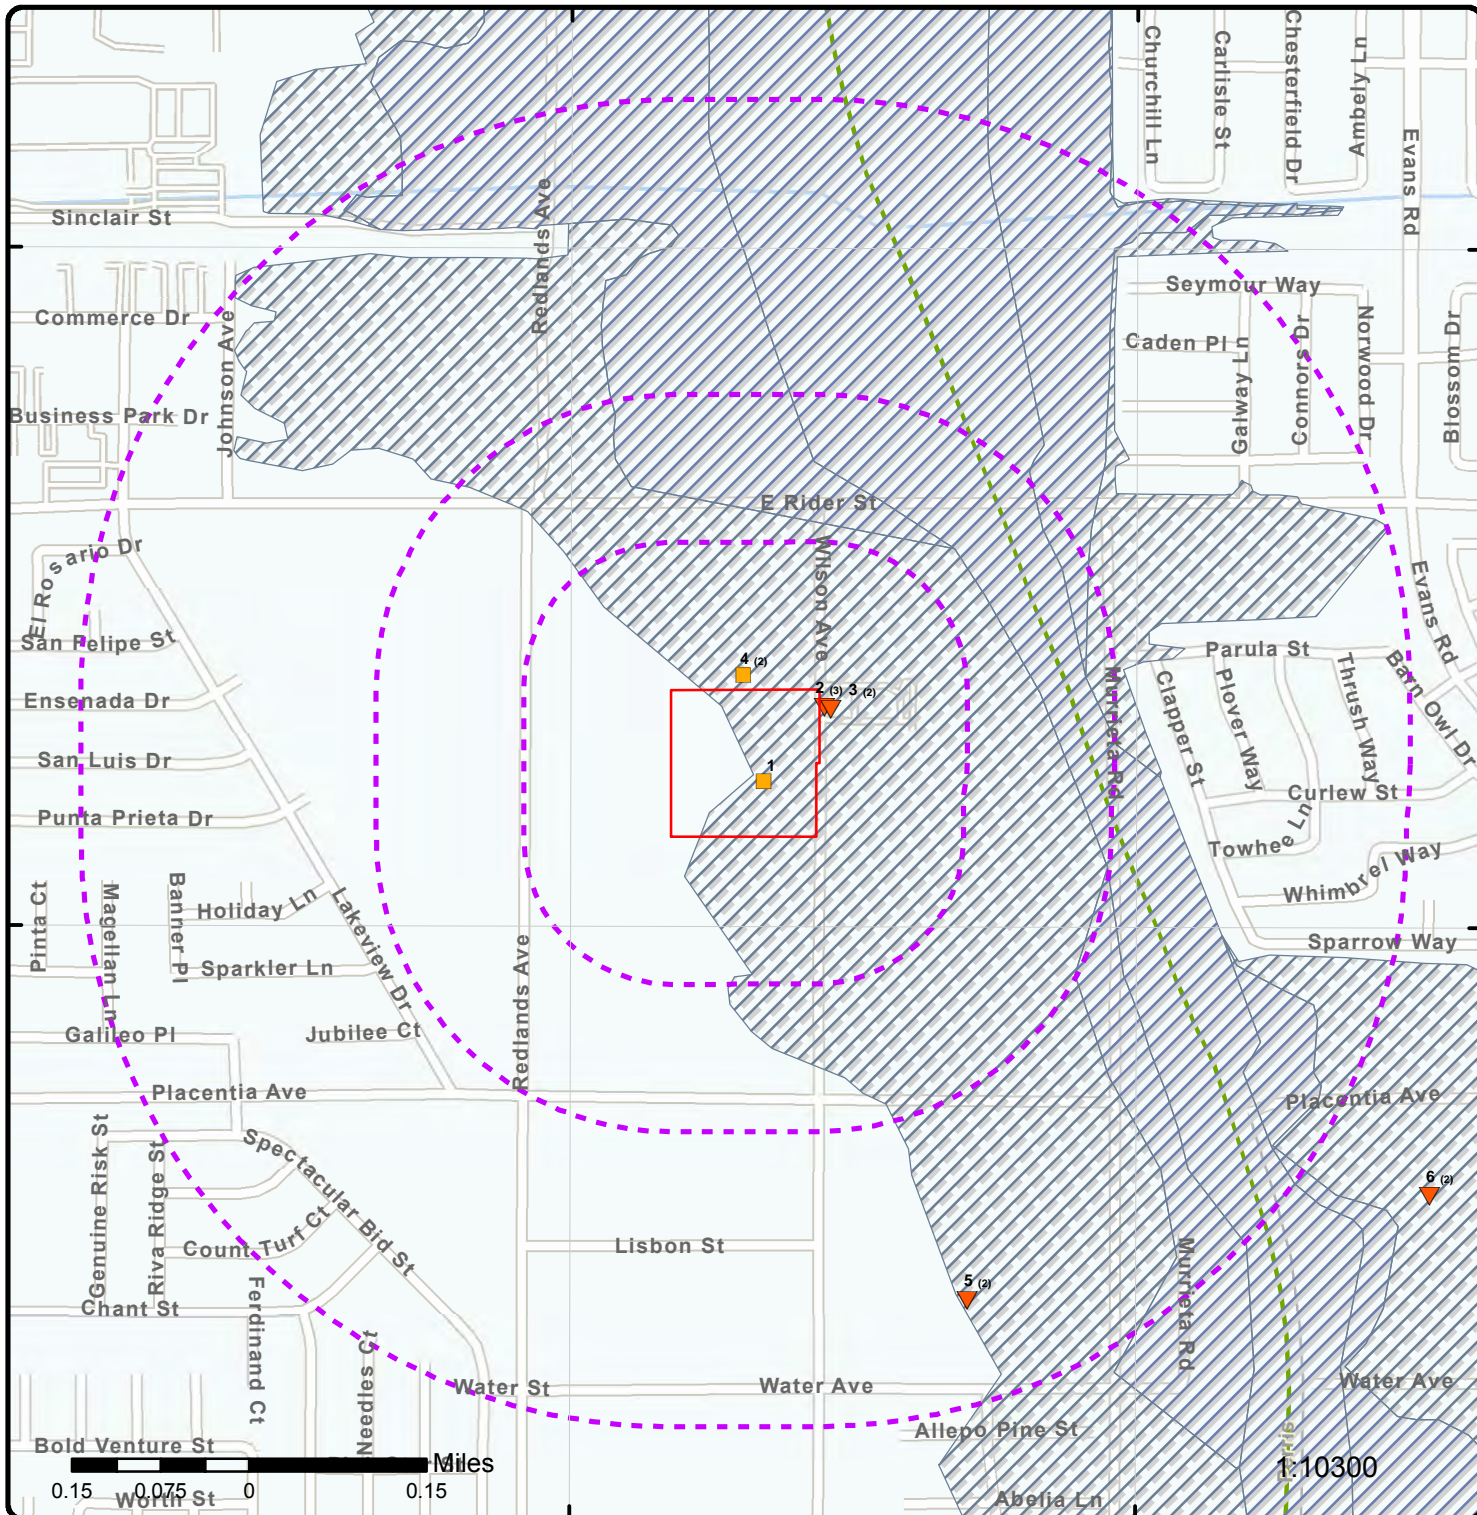 Churchill Ln
Carlisle St
Chesterfield Dr
Ambeley Ln
Evans Rd
Sinclair St
Redlands Ave
Seymour Way
Commerce Dr
Johnson Ave
Caden Pl
Galway Ln
Connors Dr
Norwood Dr
Blossom Dr
Business Park Dr
E Rider St
Wilson Ave
El Rosario Dr
Evans Rd
San Felipe St
Parula St
Barn Owl Dr
4 (2)
2 (3) 3 (2)
Ensenada Dr
Murrieta Rd
Clapper St
Plover Way
Thrush Way
San Luis Dr
1
Curlew St
Punta Prieta Dr
Towhee Ln
Whimbrel Way
Pinta Ct
Magellan Ln
Banner Pl
Holiday Ln
Lakeview Dr
Sparrow Way
Sparkler Ln
Redlands Ave
Galileo Pl
Jubilee Ct
Placentia Ave
Placentia Ave
Genuine Risk St
Riva Ridge St
Spectacular Bid St
6 (2)
Count Turf Ct
Lisbon St
Murrieta Rd
5 (2)
Chant St
Ferdinand Ct
Needles Ct
Water St
Water Ave
Water Ave
Allepo Pine St
Bold Venture St
Miles
1:10300
0.15 0.075 0 0.15
Worth St
Abelia Ln